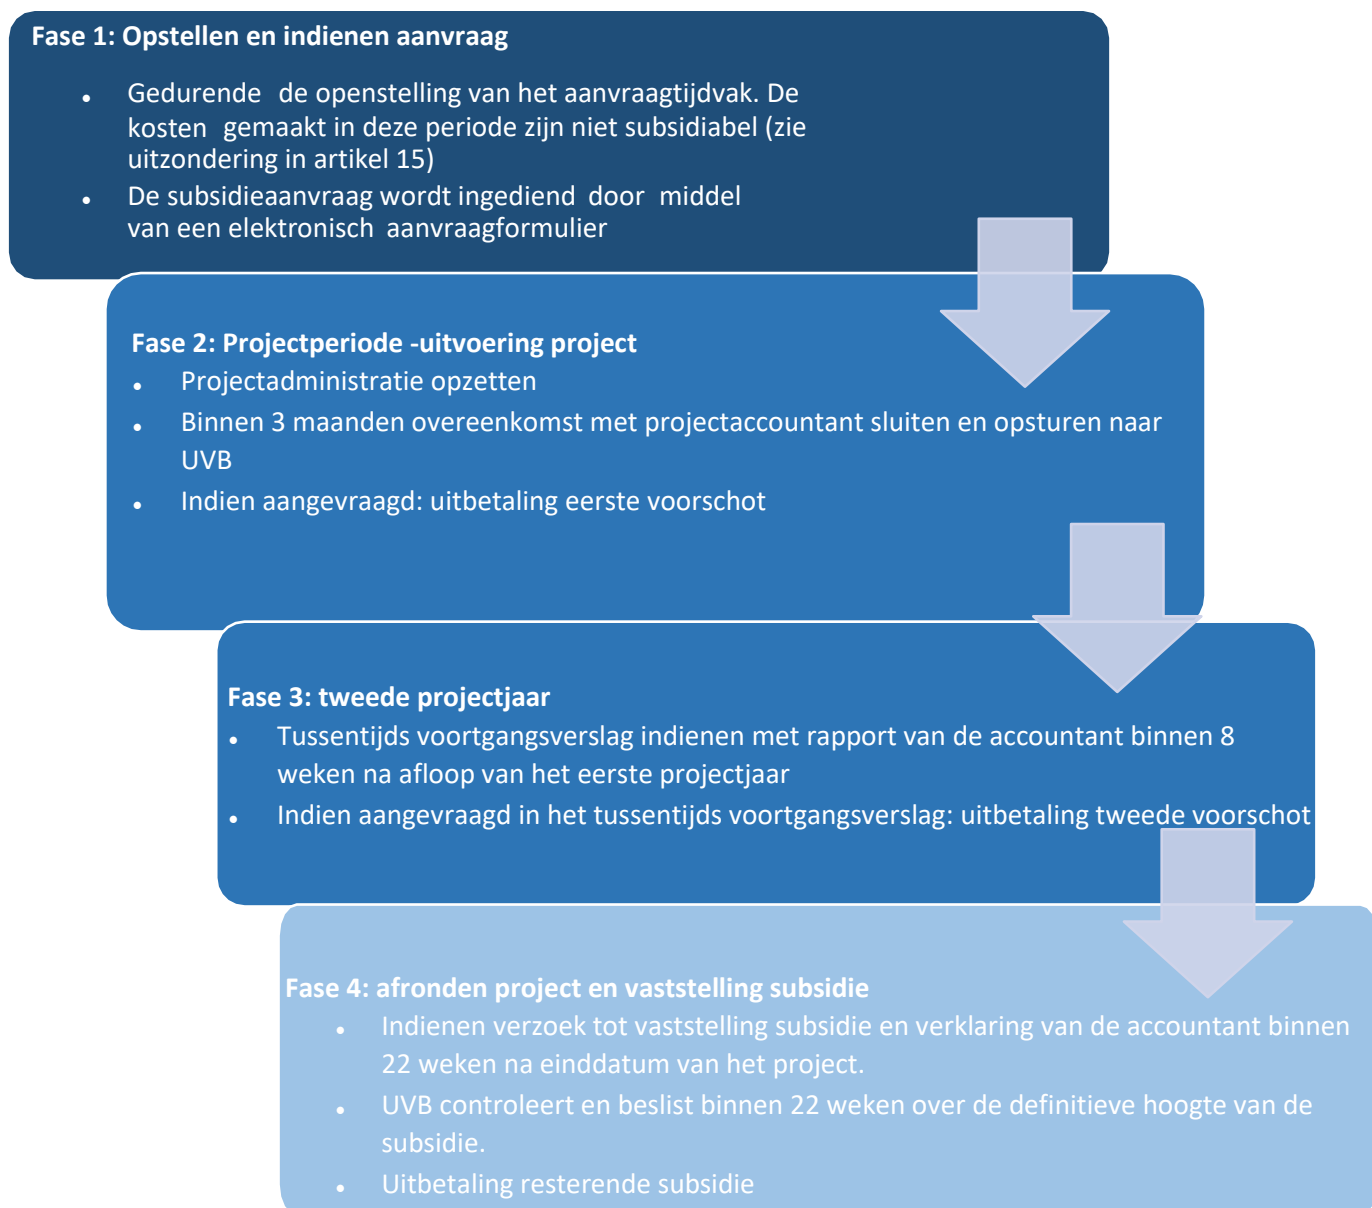 Fase 1: Opstellen en indienen aanvraag
• Gedurende de openstelling van het aanvraagtijdvak. De
kosten gemaakt in deze periode zijn niet subsidiabel (zie
uitzondering in artikel 15)
• De subsidieaanvraag wordt ingediend door middel
van een elektronisch aanvraagformulier
Fase 2: Projectperiode -uitvoering project
• Projectadministratie opzetten
• Binnen 3 maanden overeenkomst met projectaccountant sluiten en opsturen naar
UVB
• Indien aangevraagd: uitbetaling eerste voorschot
Fase 3: tweede projectjaar
• Tussentijds voortgangsverslag indienen met rapport van de accountant binnen 8
weken na afloop van het eerste projectjaar
• Indien aangevraagd in het tussentijds voortgangsverslag: uitbetaling tweede voorschot
Fase 4: afronden project en vaststelling subsidie
• Indienen verzoek tot vaststelling subsidie en verklaring van de accountant binnen
22 weken na einddatum van het project.
• UVB controleert en beslist binnen 22 weken over de definitieve hoogte van de
subsidie.
• Uitbetaling resterende subsidie